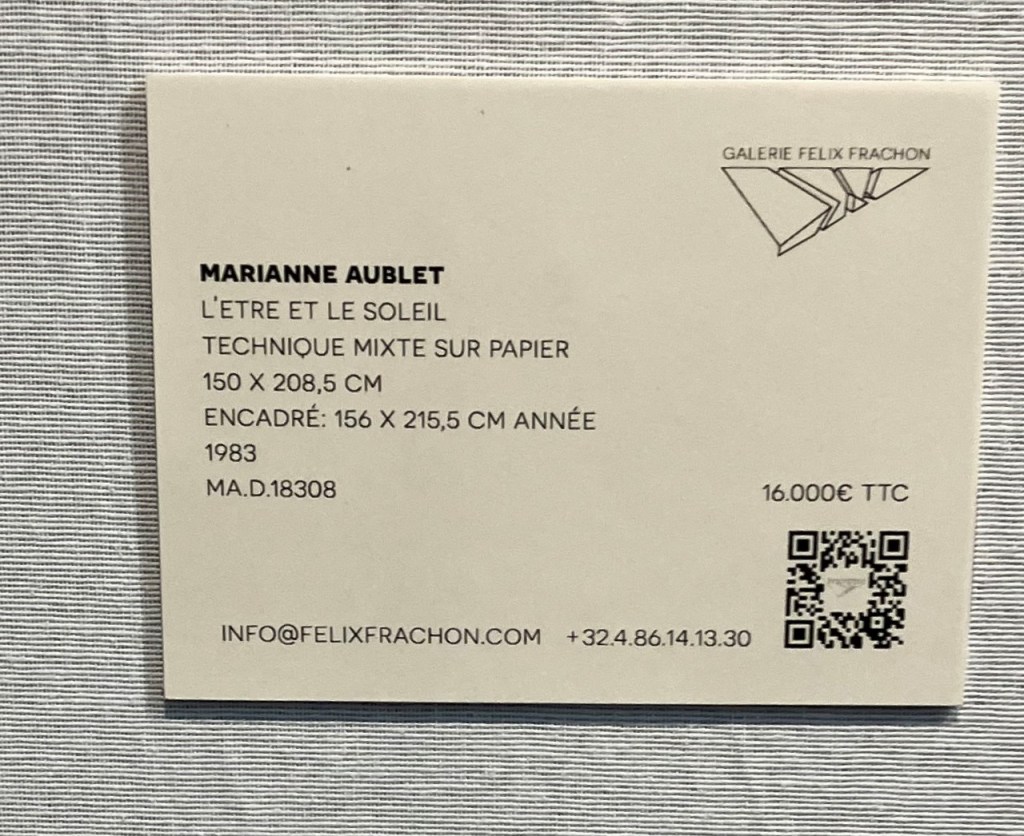 GALERIE FELIX FRACHON
MARIANNE AUBLET
L'ETRE ET LE SOLEIL
TECHNIQUE MIXTE SUR PAPIER
150 X 208,5 CM
ENCADRÉ: 156 X 215,5 CM ANNÉE
1983
MA.D.18308
16.000€ TTC
INFO@FELIXFRACHON.COM +32.4.86.14.13.30